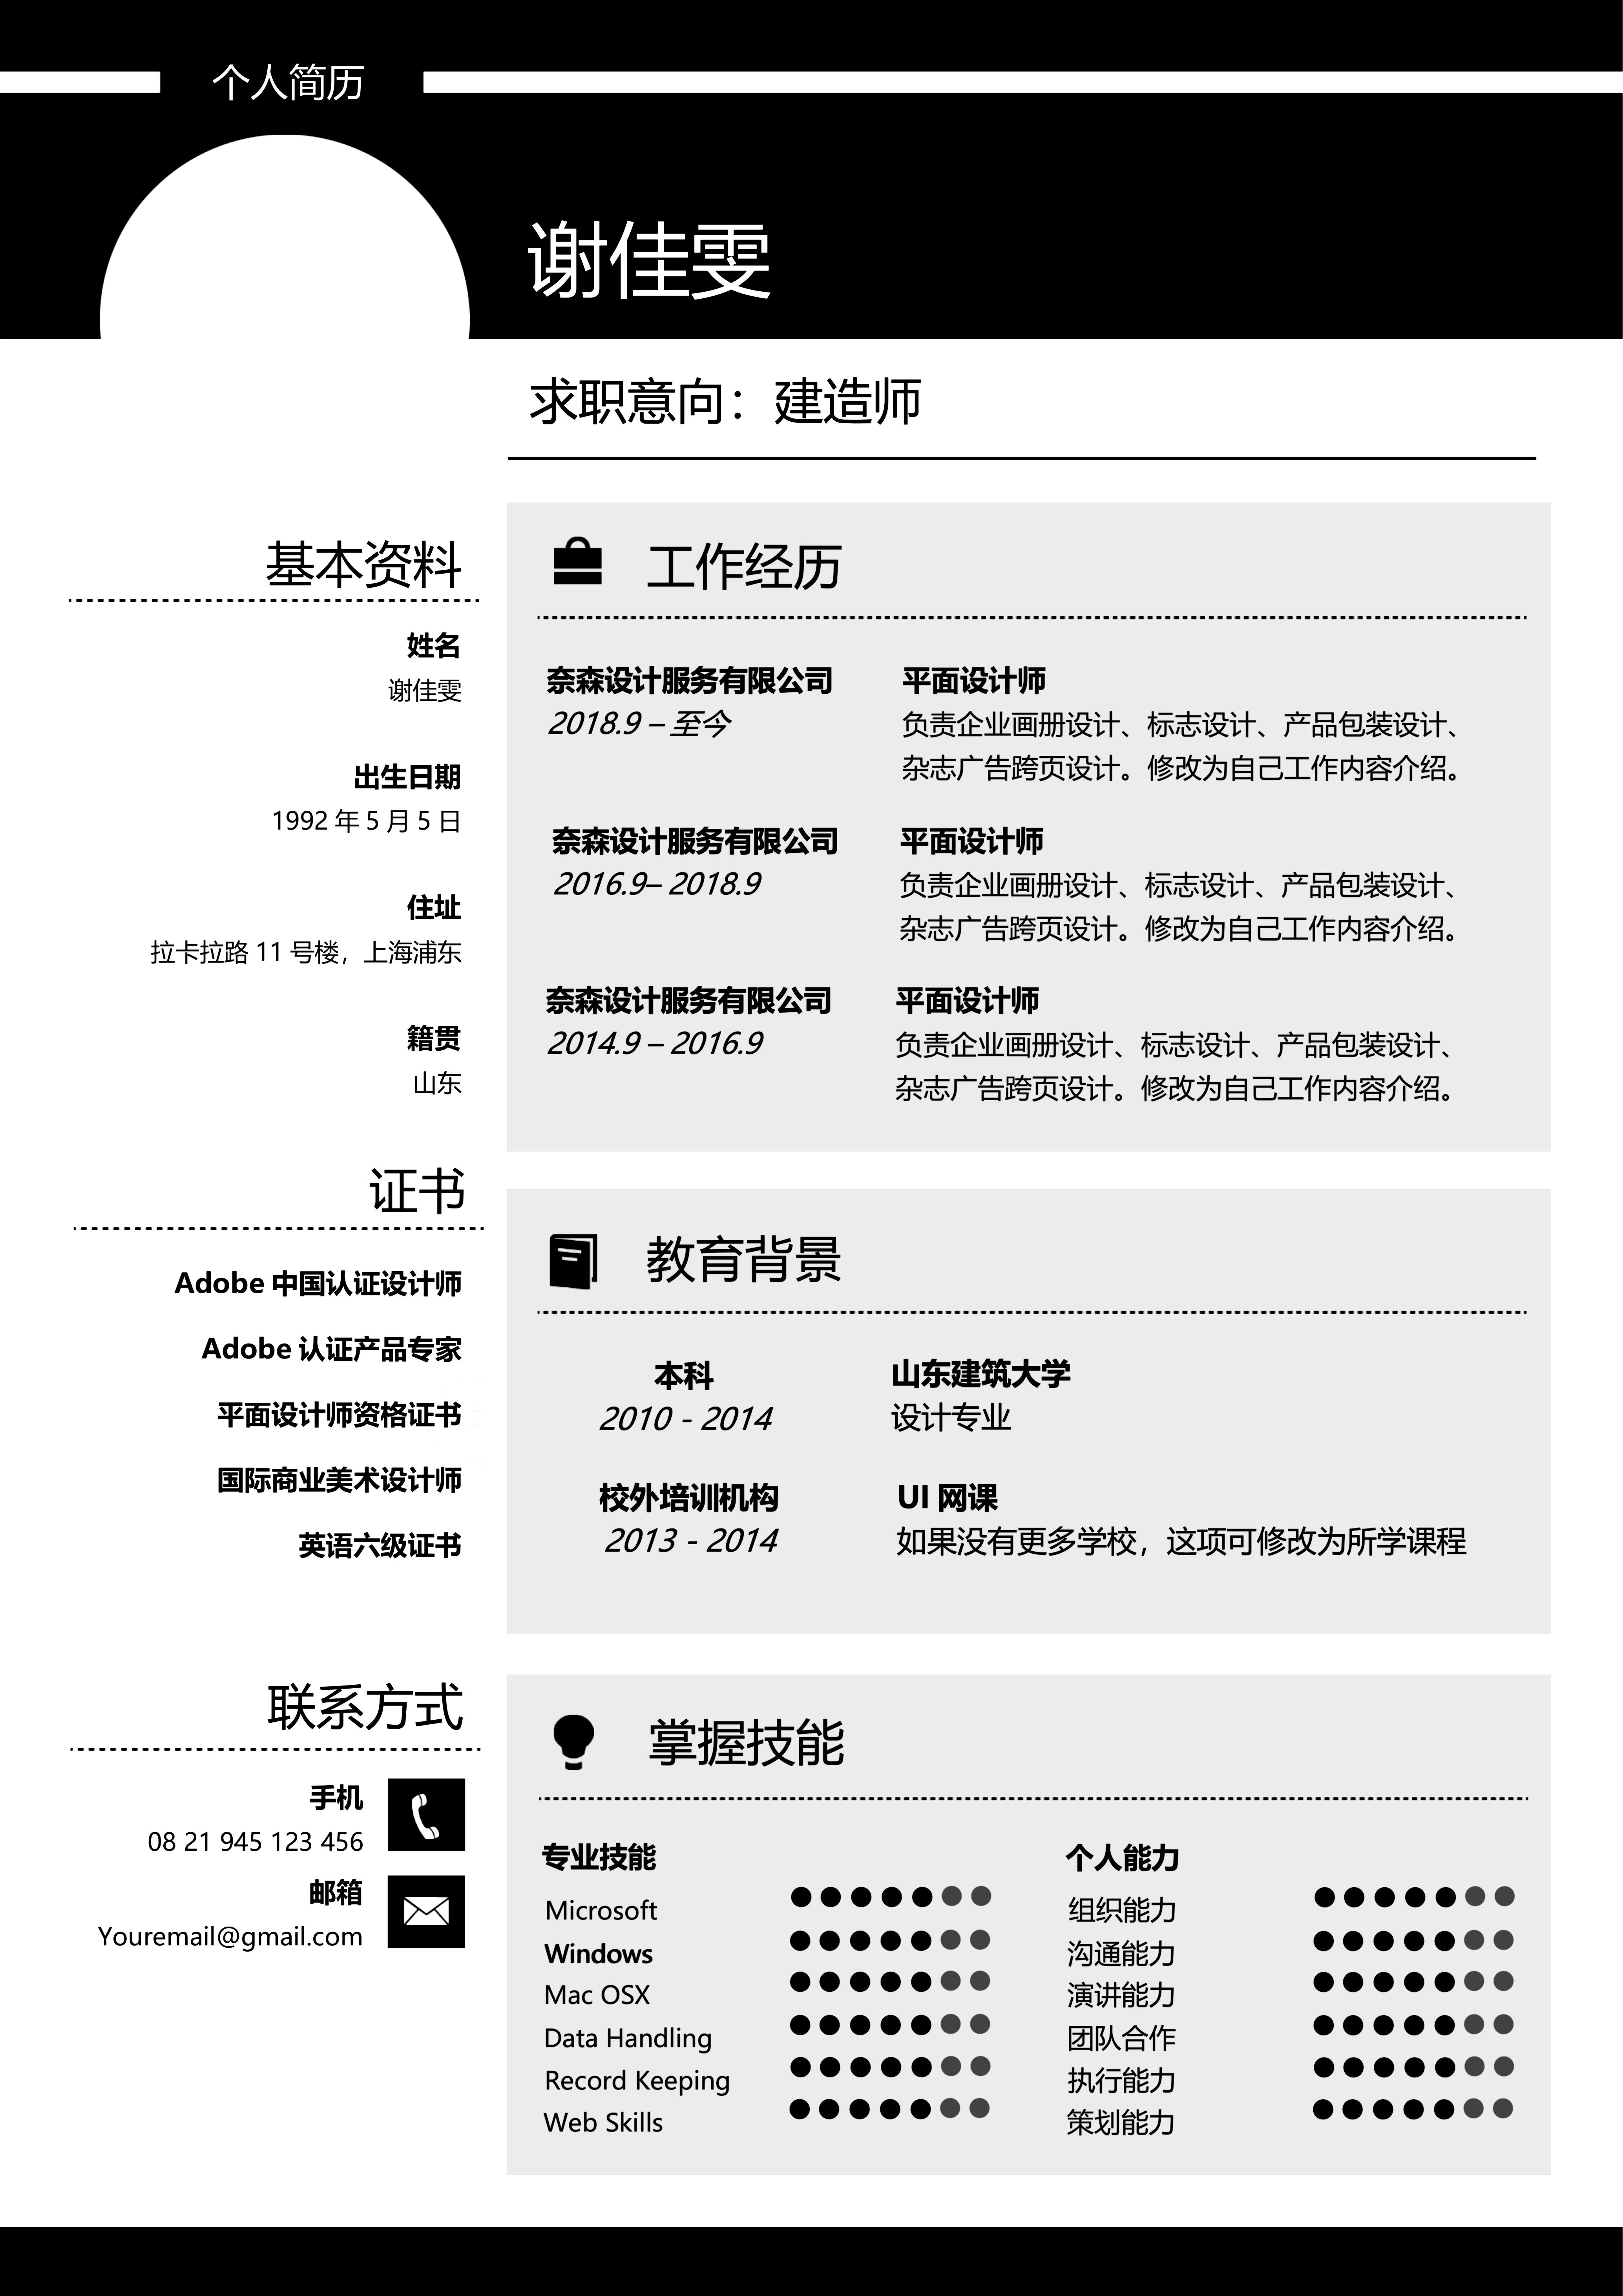 个人简历
谢佳雯
求职意向：建造师
基本资料
姓名
谢佳雯
出生日期
1992 年 5 月 5 日
住址
拉卡拉路 11 号楼，上海浦东
籍贯
山东
证书
Adobe 中国认证设计师
Adobe 认证产品专家
平面设计师资格证书
国际商业美术设计师
英语六级证书
联系方式
手机
08 21 945 123 456
邮箱
Youremail@gmail.com
工作经历
奈森设计服务有限公司
2018.9 – 至今
平面设计师
负责企业画册设计、标志设计、产品包装设计、
杂志广告跨页设计。修改为自己工作内容介绍。
奈森设计服务有限公司
2016.9– 2018.9
平面设计师
负责企业画册设计、标志设计、产品包装设计、
杂志广告跨页设计。修改为自己工作内容介绍。
奈森设计服务有限公司
2014.9 – 2016.9
平面设计师
负责企业画册设计、标志设计、产品包装设计、
杂志广告跨页设计。修改为自己工作内容介绍。
教育背景
本科
2010 - 2014
山东建筑大学
设计专业
校外培训机构
2013 - 2014
UI 网课
如果没有更多学校，这项可修改为所学课程
掌握技能
专业技能
Microsoft
Windows
Mac OSX
Data Handling
Record Keeping
Web Skills
个人能力
组织能力
沟通能力
演讲能力
团队合作
执行能力
策划能力